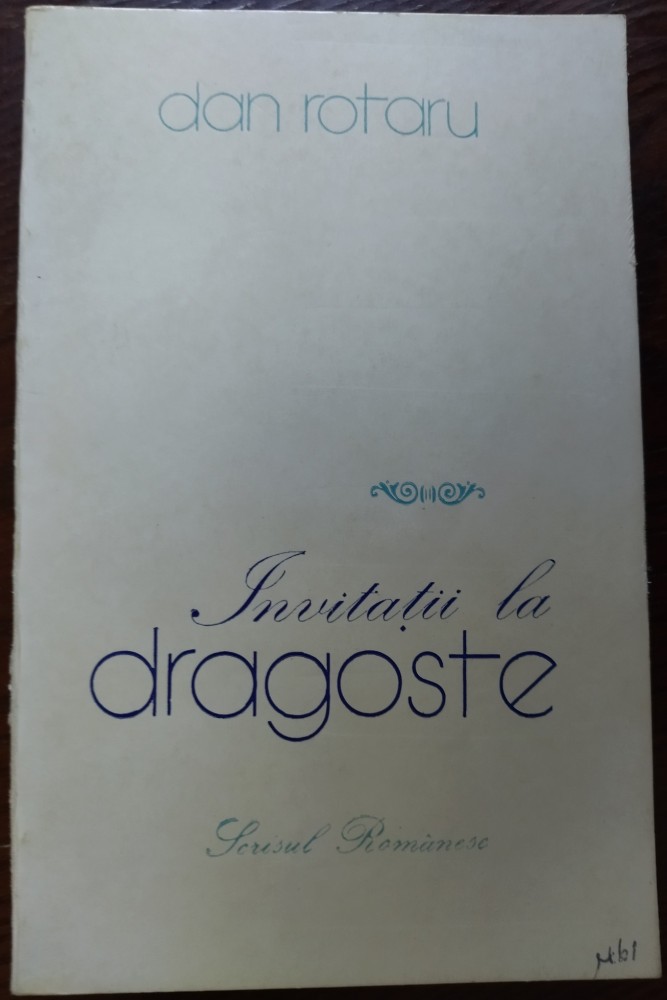 dan rotaru
Invitații la
dragoste
Scrisul Românesc